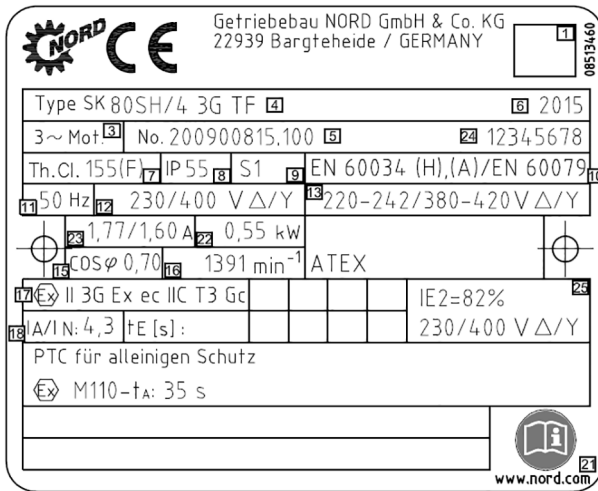 NORD CE Getriebebau NORD GmbH & Co. KG
22939 Bargteheide / GERMANY
1
08513460
Type SK 80SH/4 3G TF 4 6 2015
3~ Mot. 3 No. 200900815.100 5 24 12345678
Th.Cl. 155(F) 7 IP 55 8 S1 9 EN 60034 (H),(A)/EN 60079 10
11 50 Hz 12 230/400 V Δ/Y 13 220-242/380-420V Δ/Y
23 1,77/1,60 A 22 0,55 kW
15 COSφ 0,70 16 1391 min⁻¹ ATEX
17 Ex II 3G Ex ec IIC T3 Gc IE2=82% 25
18 IA/IN: 4,3 tE [s] : 230/400 V Δ/Y
PTC für alleinigen Schutz
Ex M110-tA: 35 s
i
21
www.nord.com